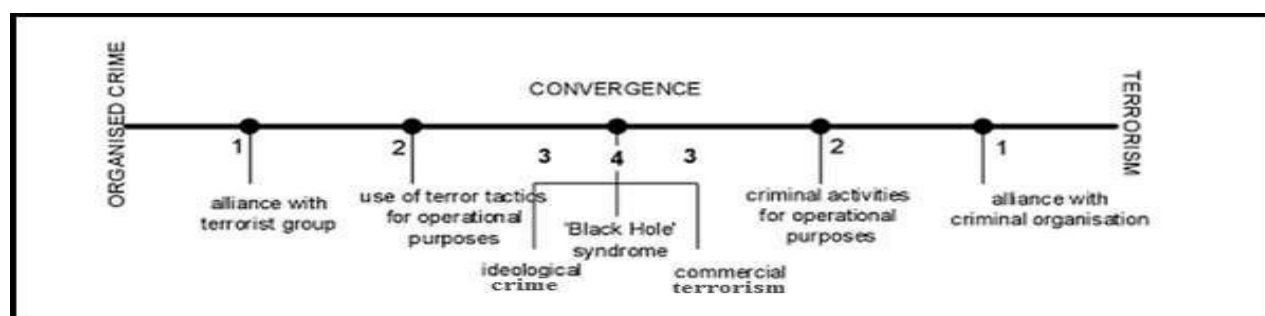 ORGANISED CRIME
CONVERGENCE
TERRORISM
1
2
3
4
3
2
1
alliance with
terrorist group
use of terror tactics
for operational
purposes
ideological
crime
'Black Hole'
syndrome
commercial
terrorism
criminal activities
for operational
purposes
alliance with
criminal organisation